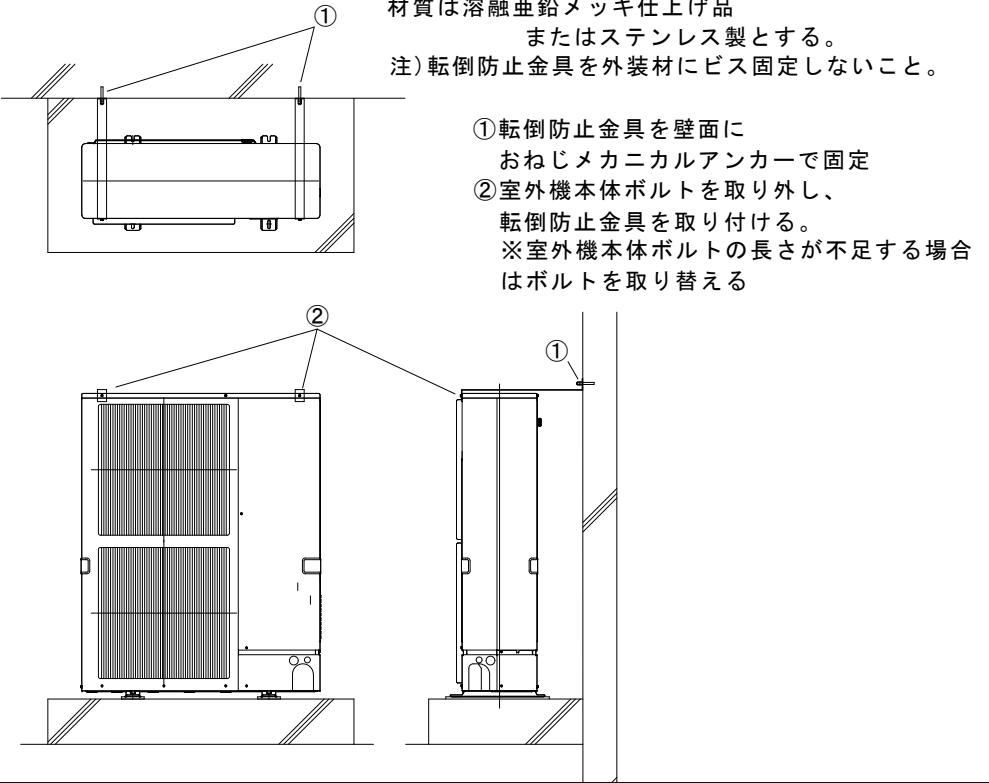 材質は溶融亜鉛メッキ仕上げ品
またはステンレス製とする。
注)転倒防止金具を外装材にビス固定しないこと。
①
①転倒防止金具を壁面に
おねじメカニカルアンカーで固定
②室外機本体ボルトを取り外し、
転倒防止金具を取り付ける。
※室外機本体ボルトの長さが不足する場合
はボルトを取り替える
②
①